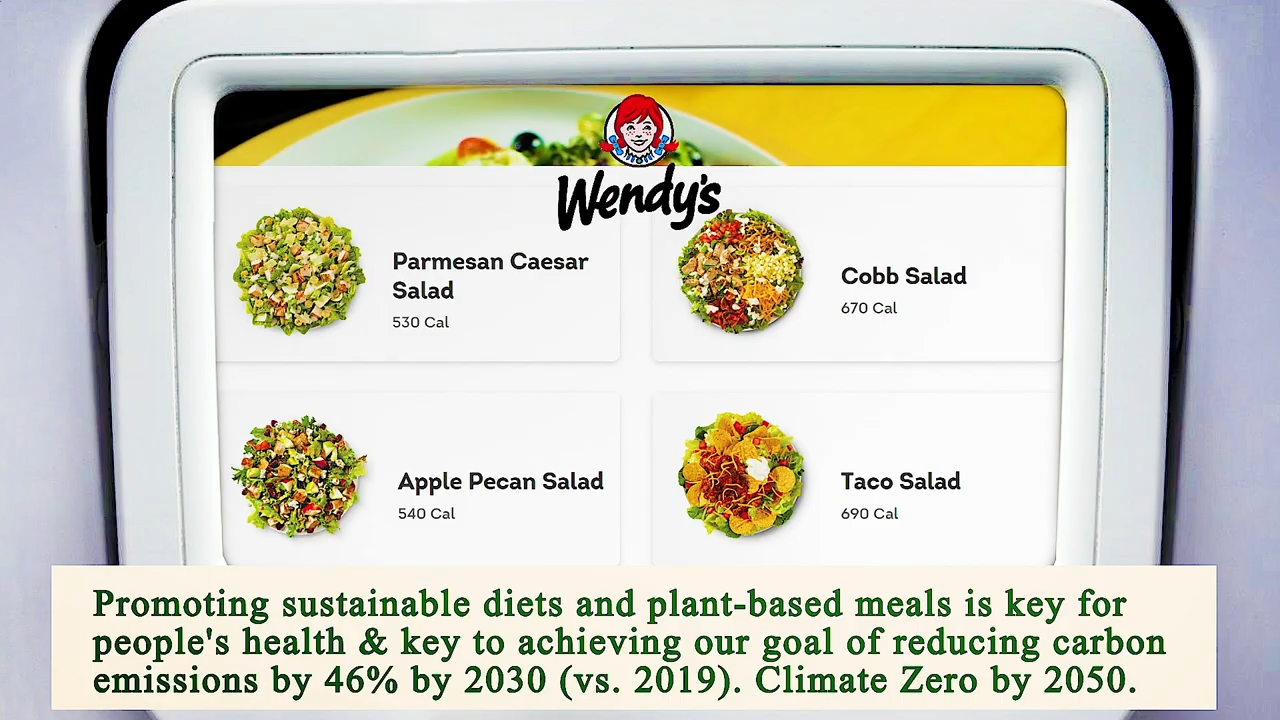 Wendy's
Parmesan Caesar
Salad
530 Cal
Cobb Salad
670 Cal
Apple Pecan Salad
540 Cal
Taco Salad
690 Cal
Promoting sustainable diets and plant-based meals is key for
people's health & key to achieving our goal of reducing carbon
emissions by 46% by 2030 (vs. 2019). Climate Zero by 2050.